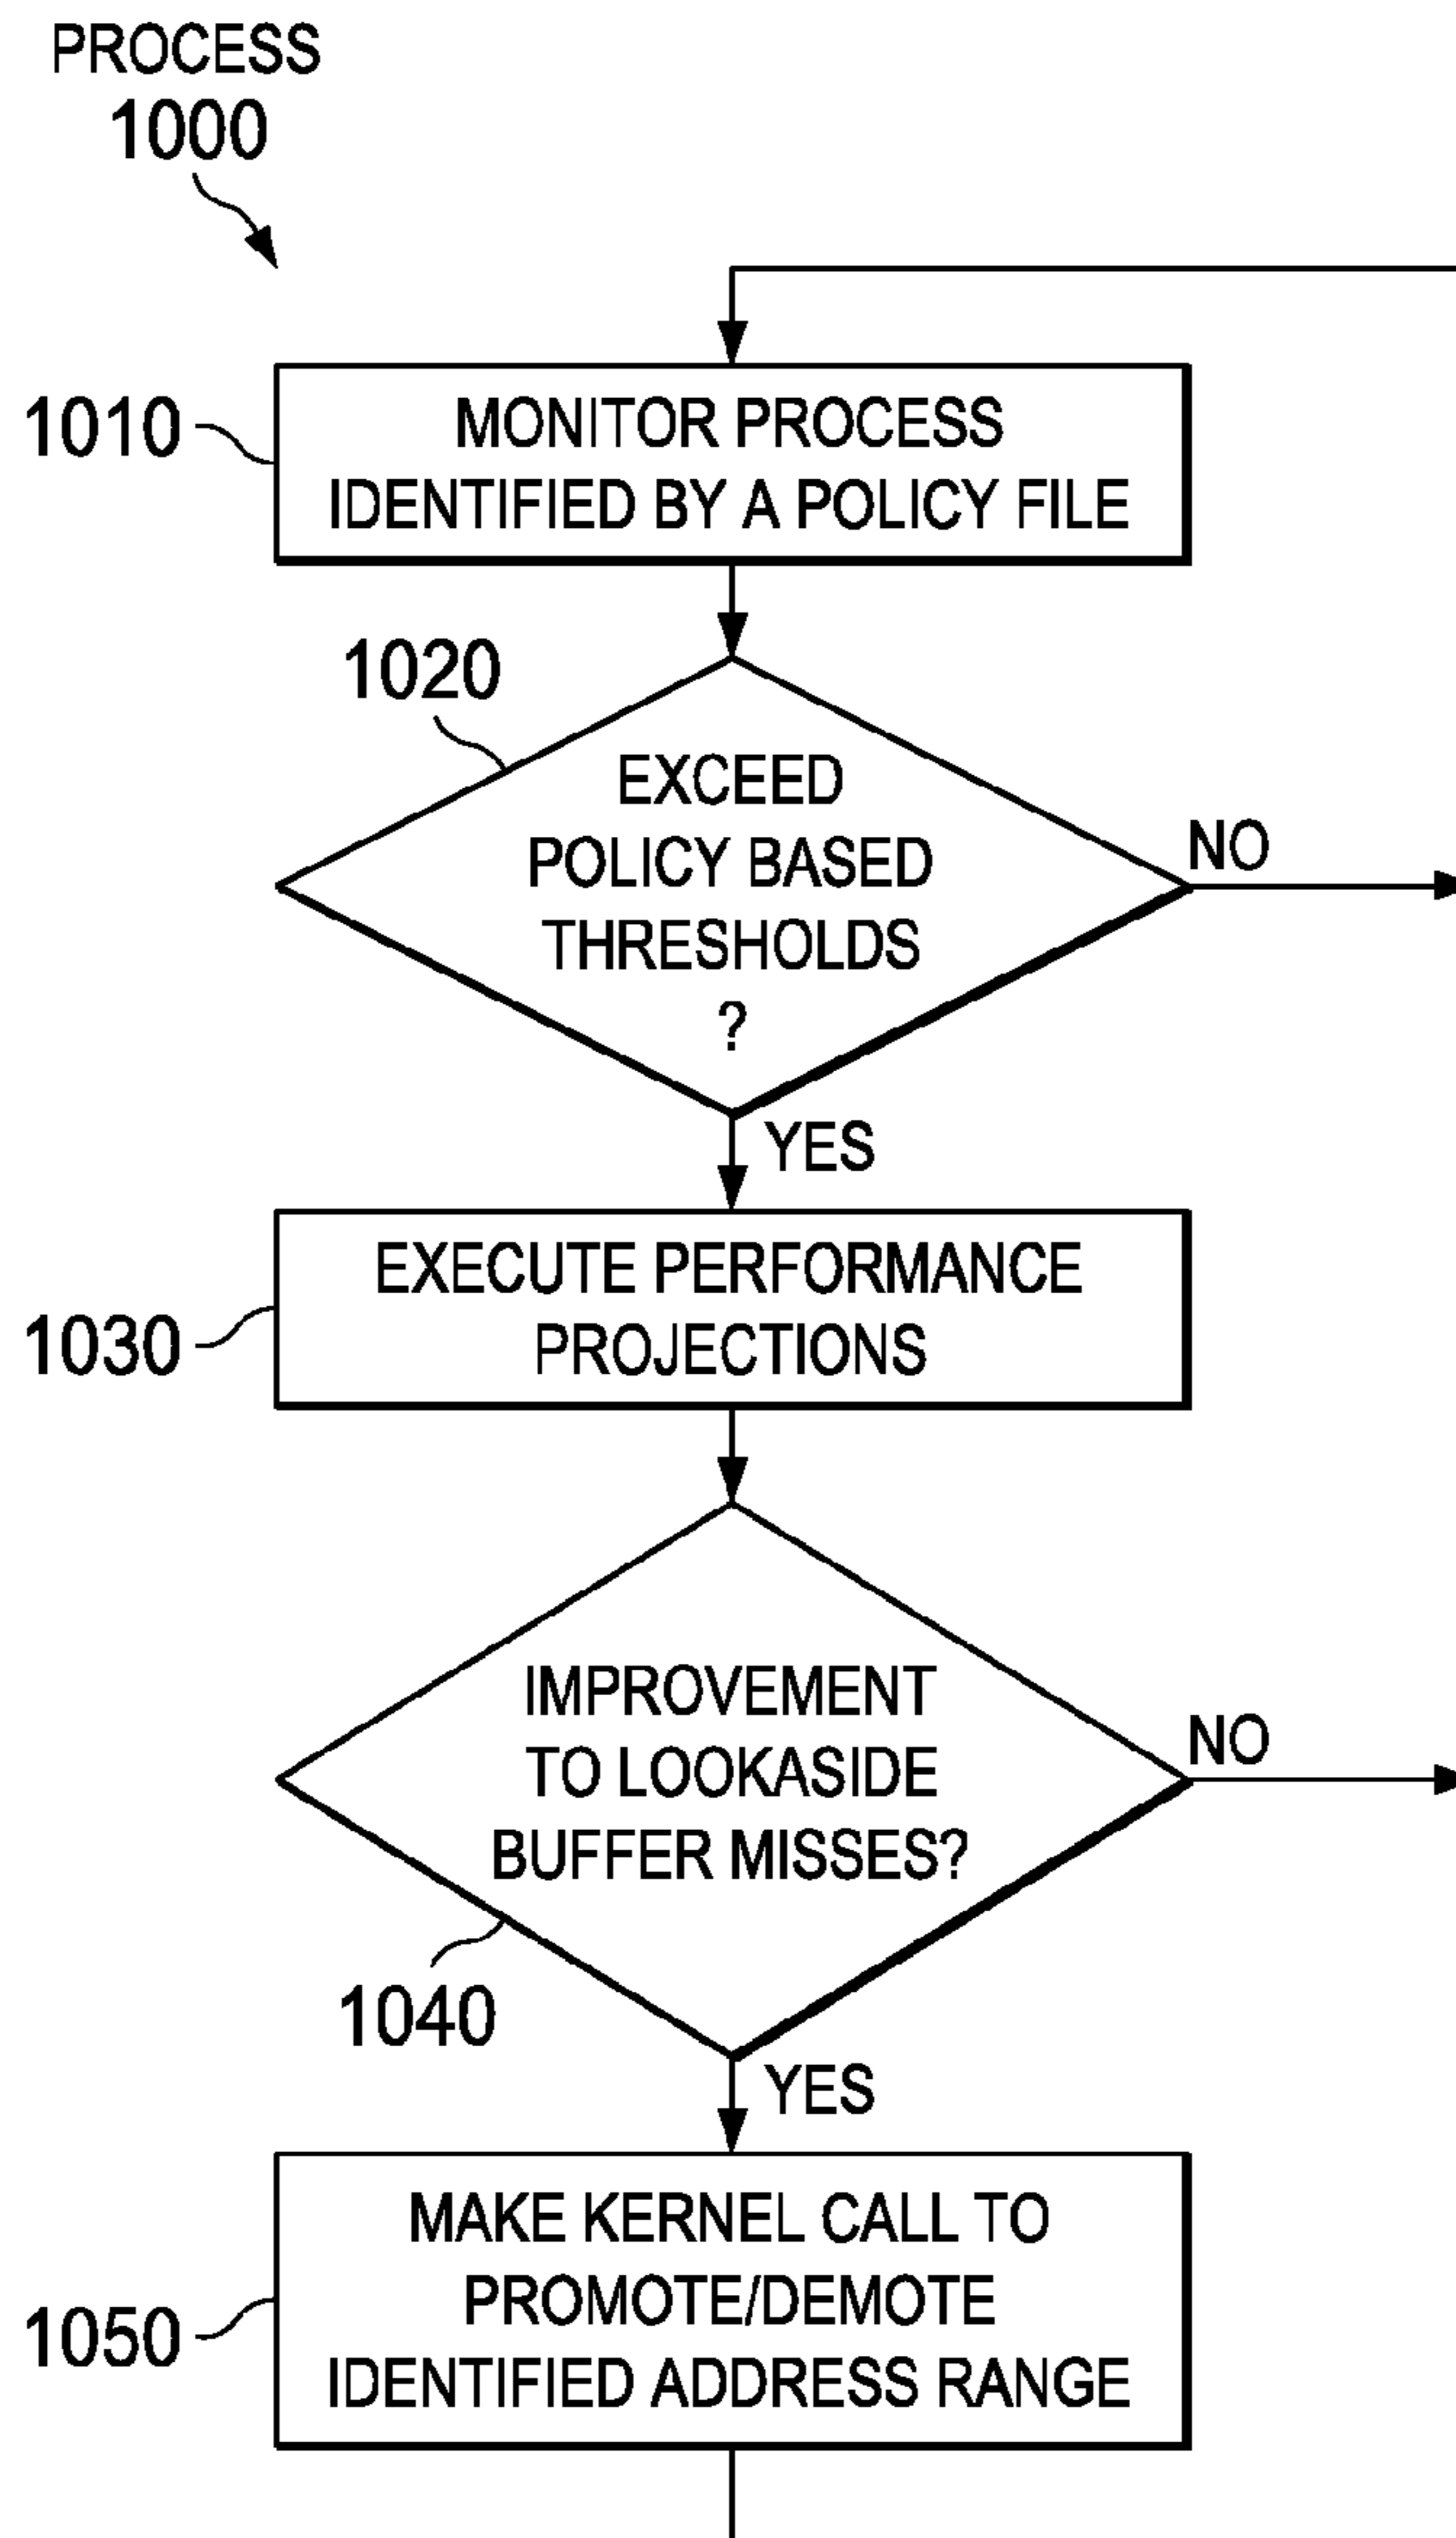 PROCESS
1000
1010
MONITOR PROCESS
IDENTIFIED BY A POLICY FILE
1020
EXCEED
POLICY BASED
THRESHOLDS
?
NO
YES
EXECUTE PERFORMANCE
PROJECTIONS
1030
IMPROVEMENT
TO LOOKASIDE
BUFFER MISSES?
NO
1040
YES
MAKE KERNEL CALL TO
PROMOTE/DEMOTE
IDENTIFIED ADDRESS RANGE
1050